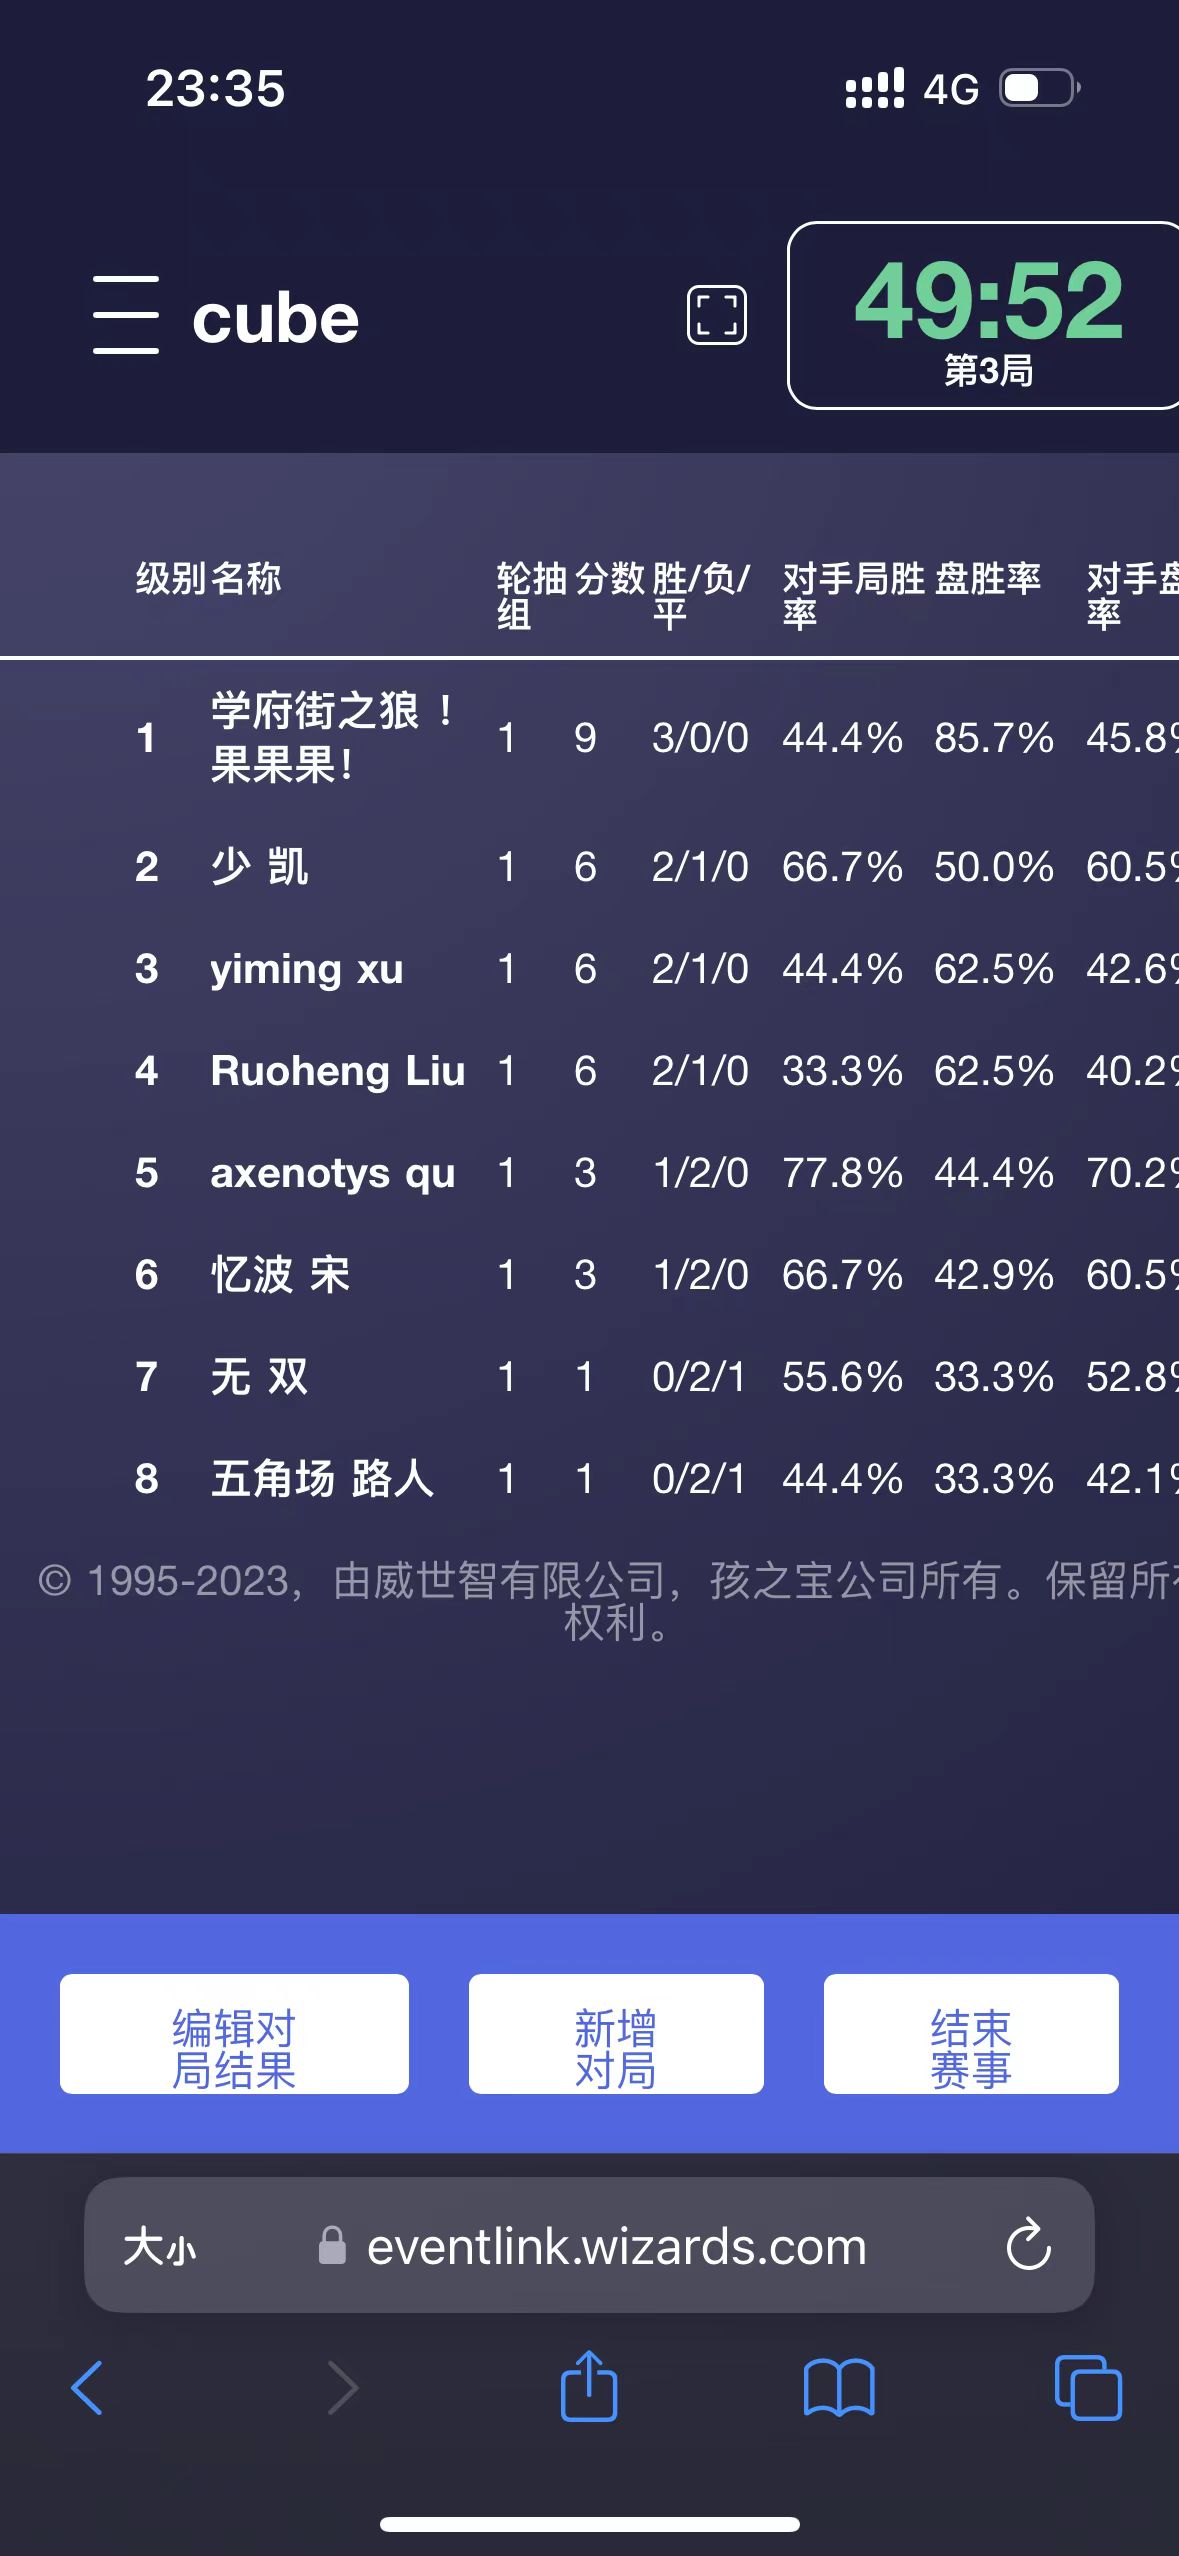 23:35 4G
cube
49:52
第3局
级别 名称 轮抽组 分数 胜/负/平 对手局胜率 盘胜率 对手盘率
1 学府街之狼 ！ 1 9 3/0/0 44.4% 85.7% 45.8%
果果果！
2 少 凯 1 6 2/1/0 66.7% 50.0% 60.5%
3 yiming xu 1 6 2/1/0 44.4% 62.5% 42.6%
4 Ruoheng Liu 1 6 2/1/0 33.3% 62.5% 40.2%
5 axenotys qu 1 3 1/2/0 77.8% 44.4% 70.2%
6 忆波 宋 1 3 1/2/0 66.7% 42.9% 60.5%
7 无 双 1 1 0/2/1 55.6% 33.3% 52.8%
8 五角场 路人 1 1 0/2/1 44.4% 33.3% 42.1%
© 1995-2023，由威世智有限公司，孩之宝公司所有。保留所有
权利。
编辑对
局结果
新增
对局
结束
赛事
大小 eventlink.wizards.com